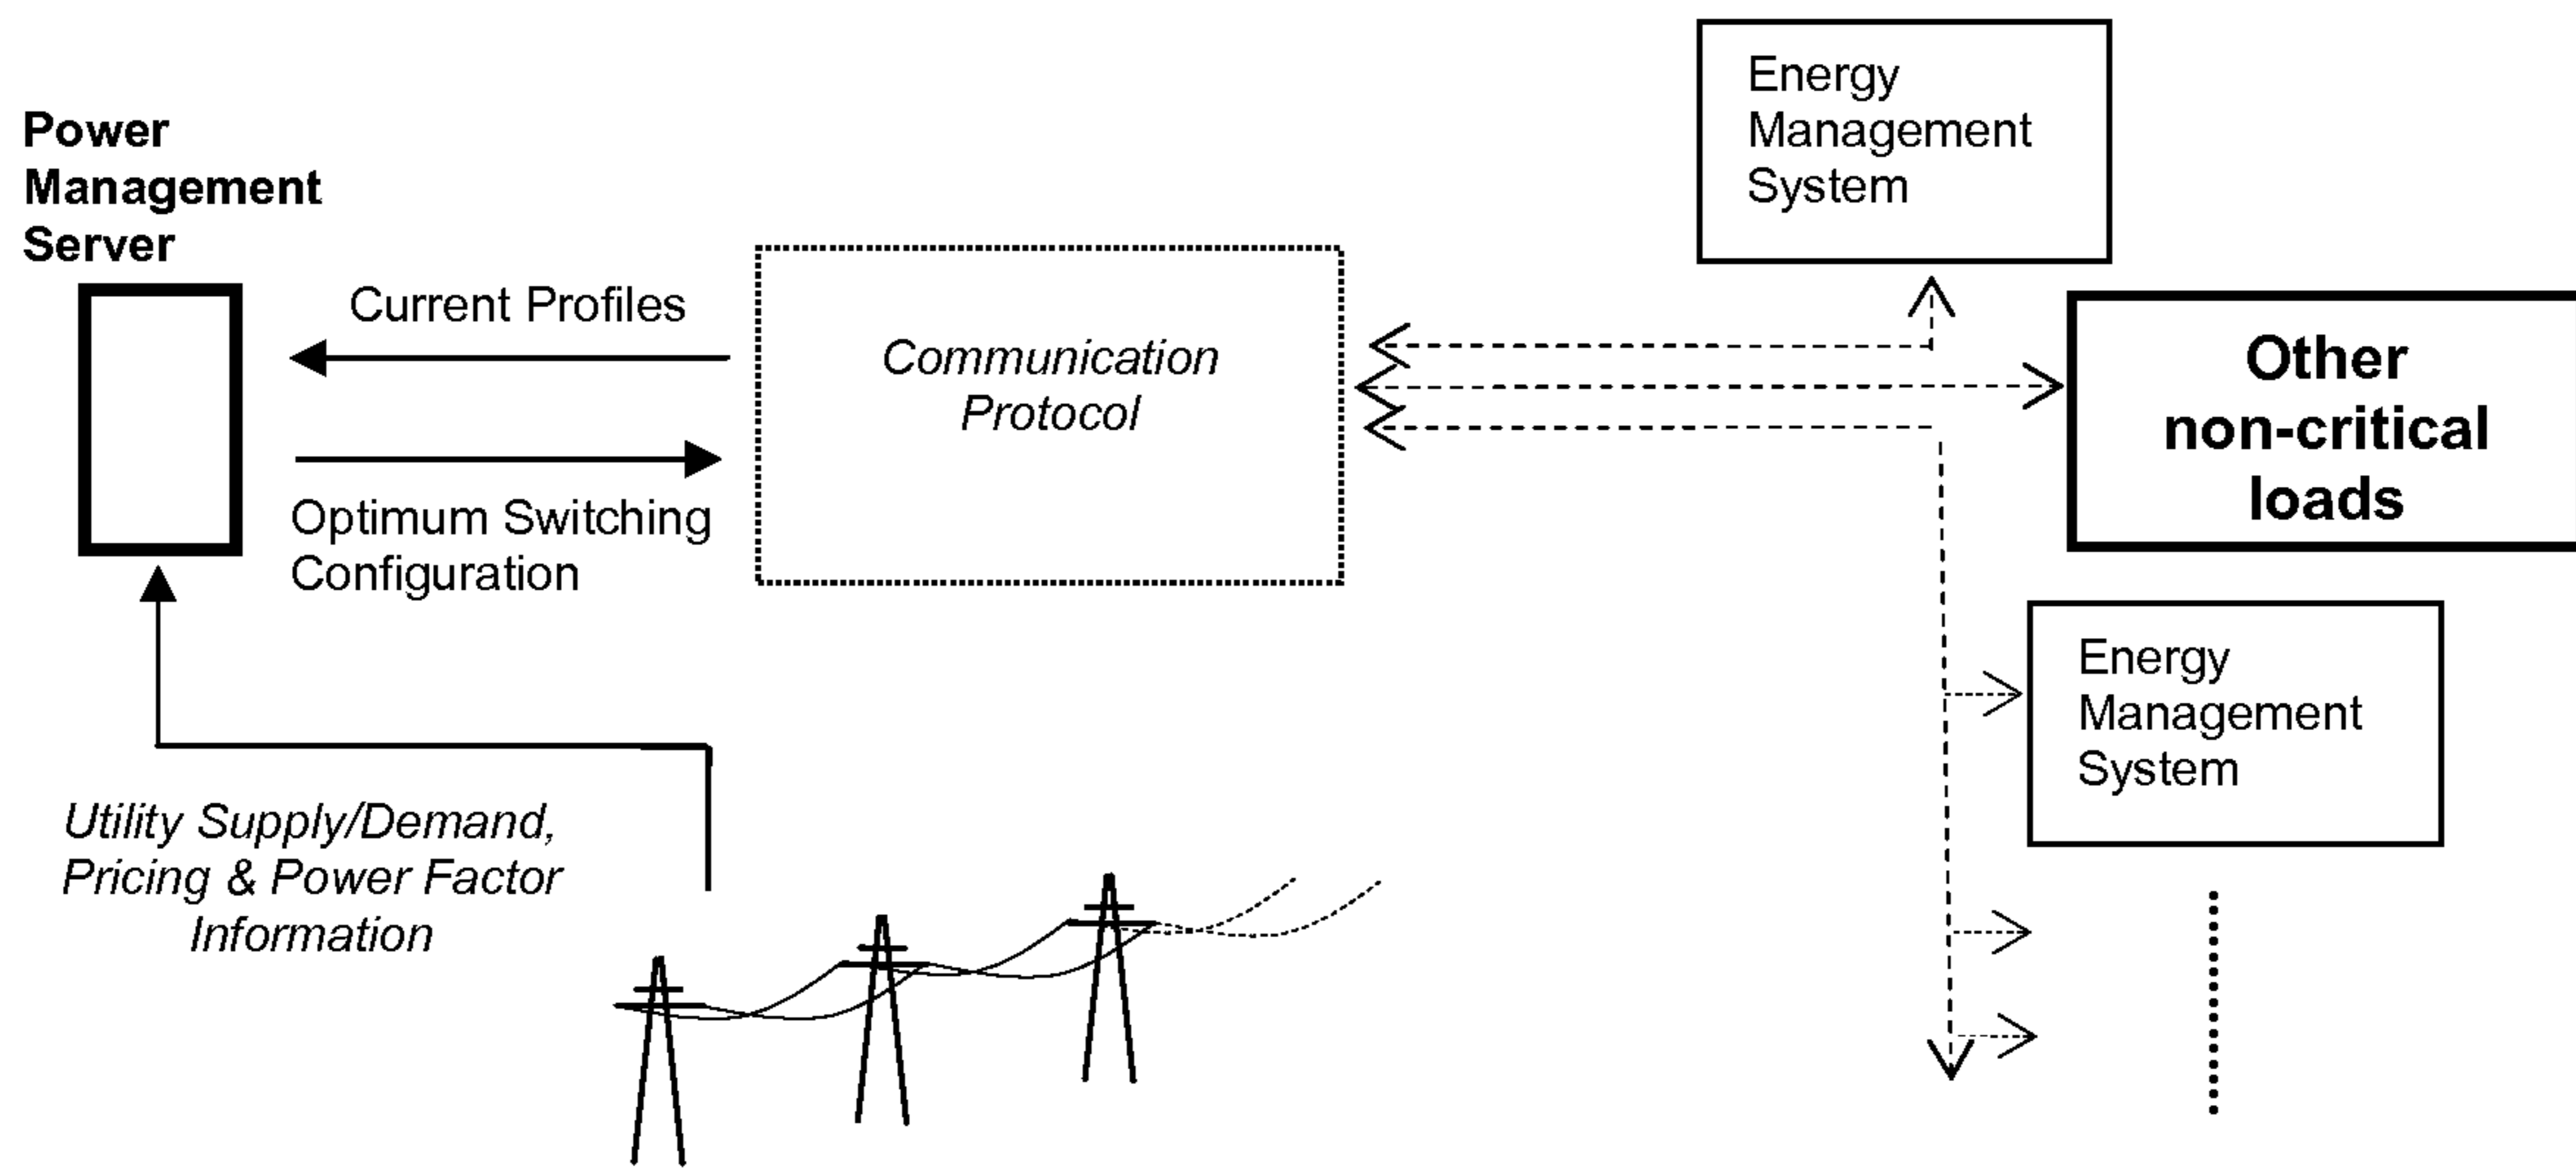 Power
Management
Server
Current Profiles
Optimum Switching
Configuration
Communication
Protocol
Energy
Management
System
Other
non-critical
loads
Energy
Management
System
Utility Supply/Demand,
Pricing & Power Factor
Information